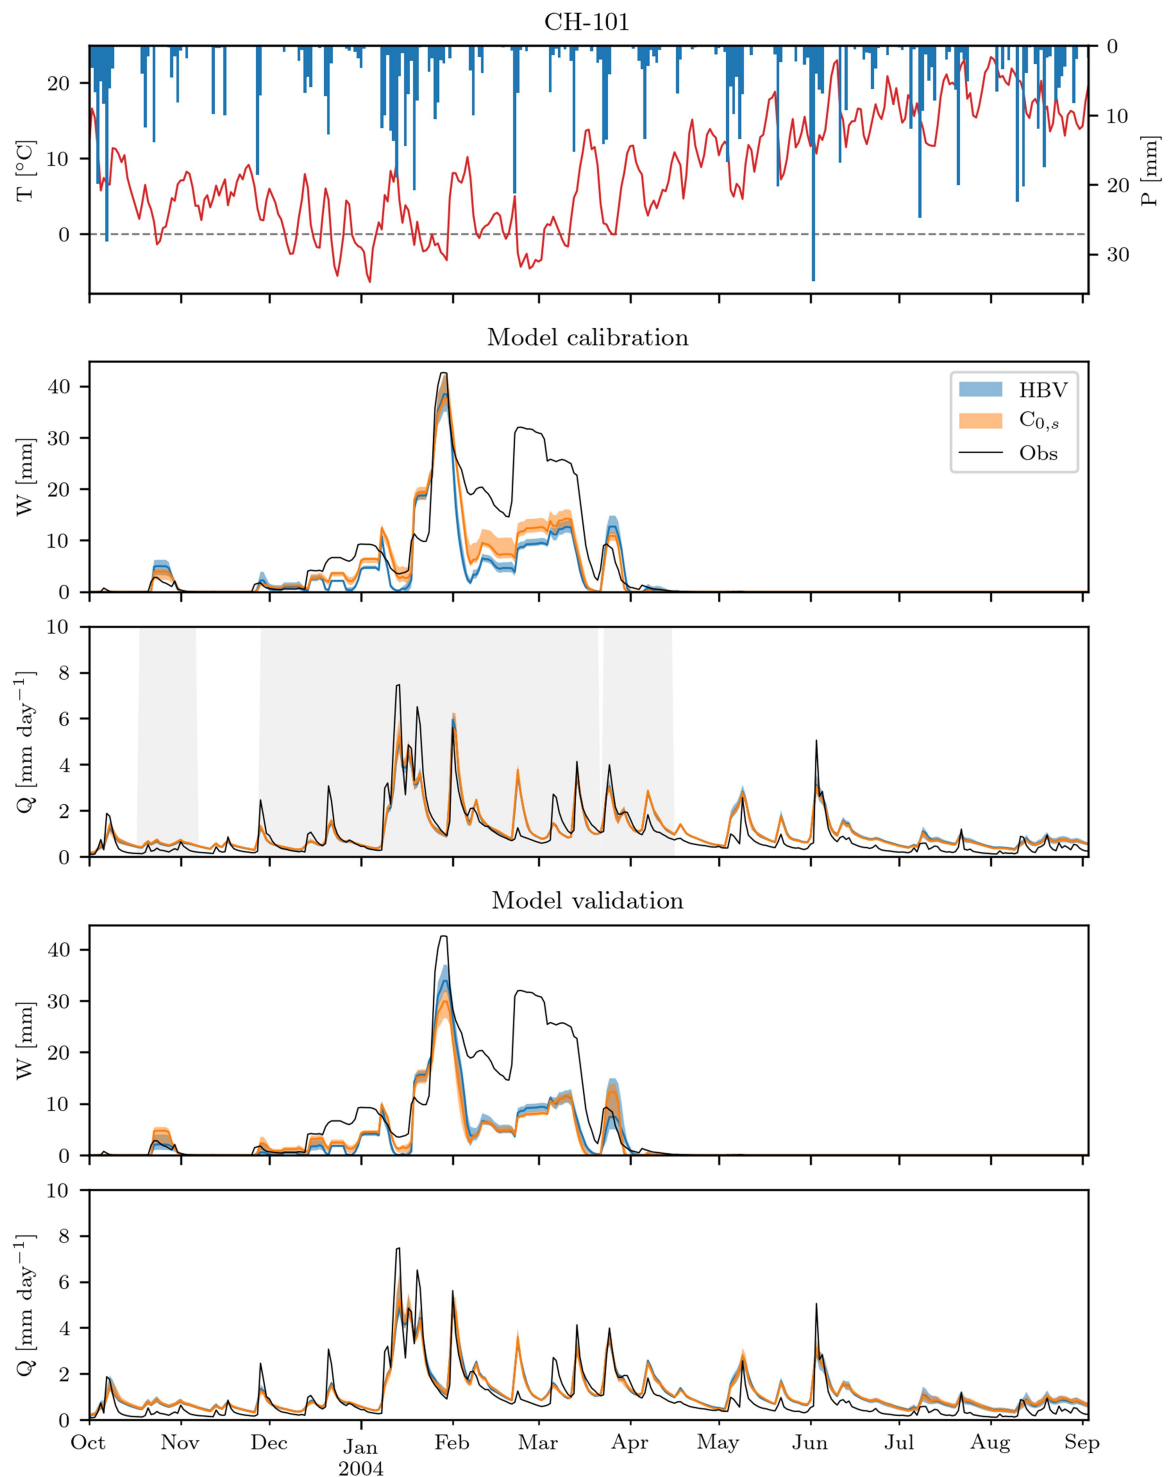 CH-101
T [°C]
20
10
0
0
10
20
30
P [mm]
Model calibration
W [mm]
40
30
20
10
0
HBV
C₀,ₛ
Obs
Q [mm day⁻¹]
10
8
6
4
2
0
Model validation
W [mm]
40
30
20
10
0
Q [mm day⁻¹]
10
8
6
4
2
0
Oct Nov Dec Jan Feb Mar Apr May Jun Jul Aug Sep
2004